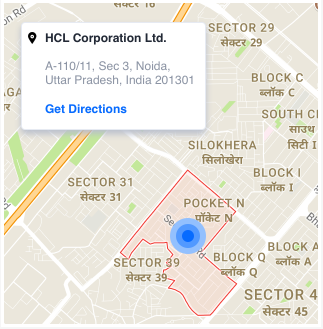 सेक्टर 16
HCL Corporation Ltd.
A-110/11, Sec 3, Noida,
Uttar Pradesh, India 201301
Get Directions
SECTOR 29
सेक्टर 29
BLOCK C
ब्लॉक C
SOUTH CI
साउथ
सिटी I
SILOKHERA
सिलोखेरा
BLOCK I
ब्लॉक I
SECTOR 31
सेक्टर 31
POCKET N
पॉकेट N
BLOCK A
ब्लॉक A
BLOCK Q
ब्लॉक Q
SECTOR 39
सेक्टर 39
SECTOR 4
सेक्टर 45